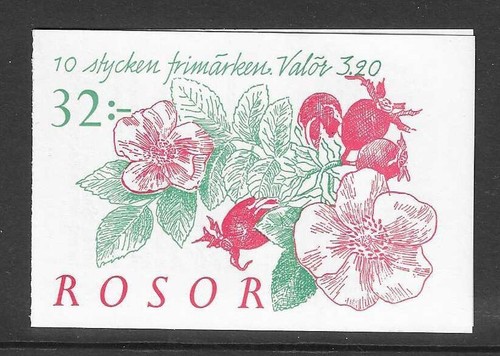 10 stycken frimärken. Valör 3.20
32:-
ROSOR